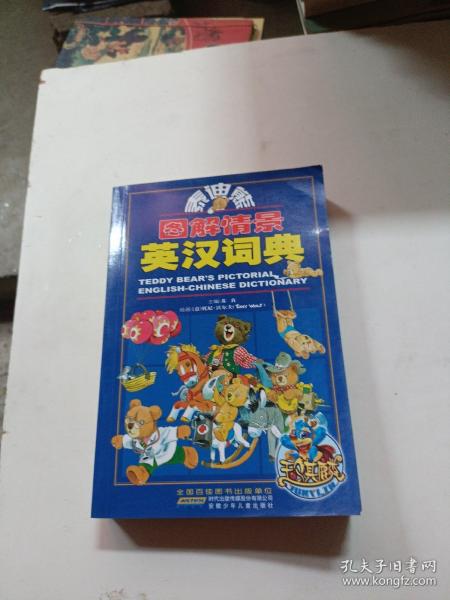 泰迪熊
图解情景
英汉词典
TEDDY BEAR'S PICTORIAL
ENGLISH-CHINESE DICTIONARY
全国百佳图书出版单位
时代出版传媒股份有限公司
安徽少年儿童出版社
孔夫子旧书网
www.kongfz.com